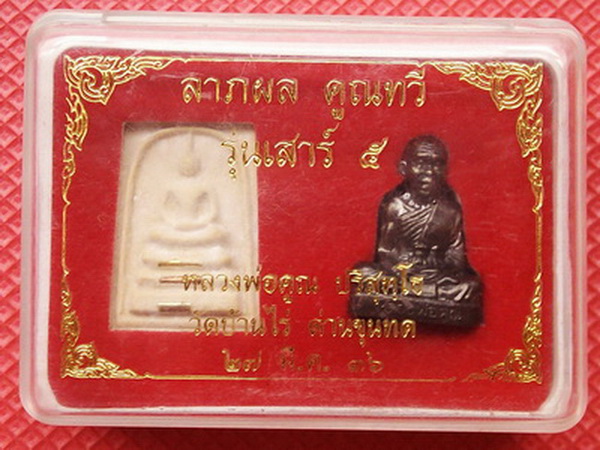 ลาภผล คูณทวี
รุ่นเสาร์ ๕
หลวงพ่อคูณ ปริสุทฺโธ
วัดบ้านไร่ ด่านขุนทด
๒๗ มี.ค. ๓๖